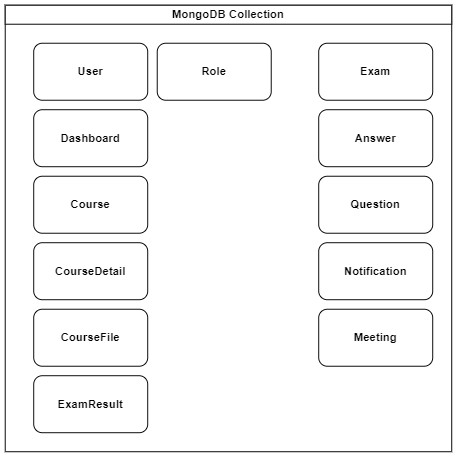 MongoDB Collection
User
Role
Exam
Dashboard
Answer
Course
Question
CourseDetail
Notification
CourseFile
Meeting
ExamResult